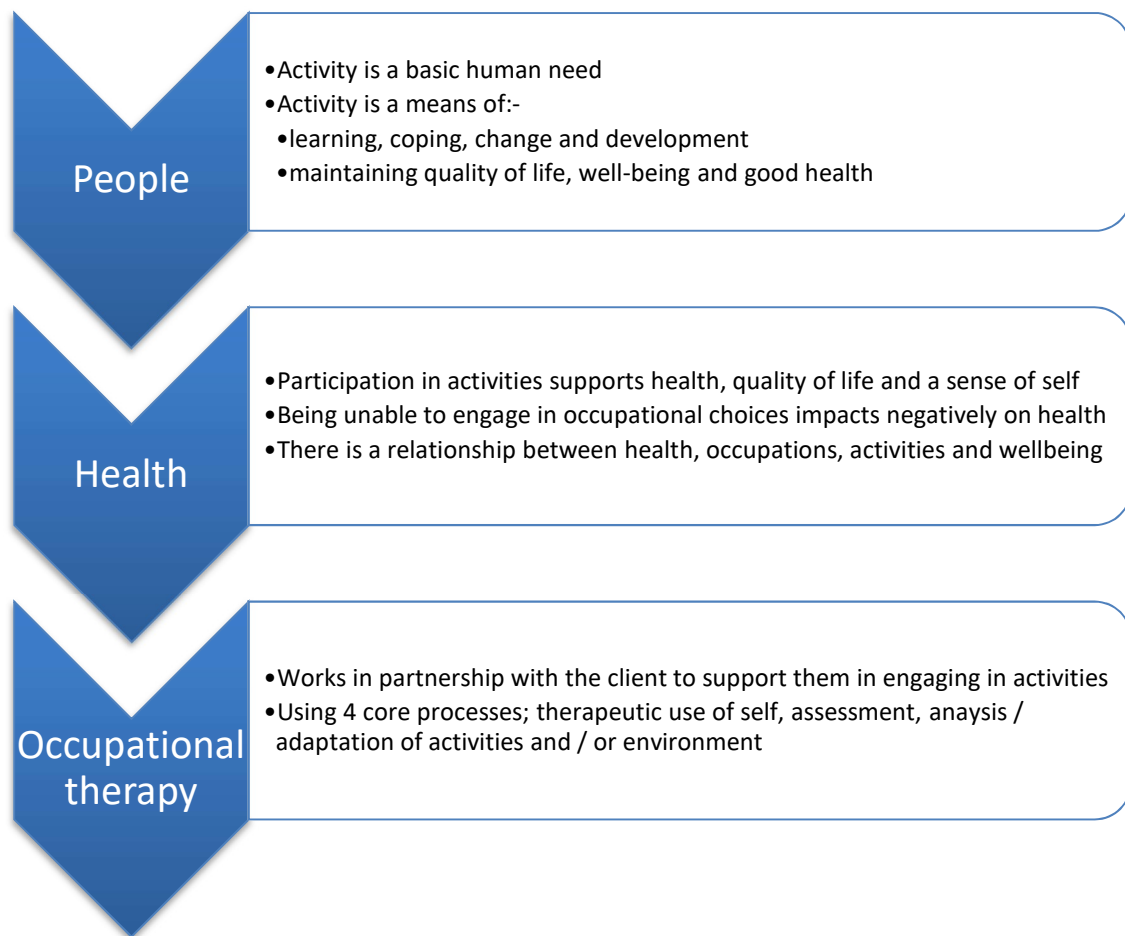 People
•Activity is a basic human need
•Activity is a means of:-
•learning, coping, change and development
•maintaining quality of life, well-being and good health
Health
•Participation in activities supports health, quality of life and a sense of self
•Being unable to engage in occupational choices impacts negatively on health
•There is a relationship between health, occupations, activities and wellbeing
Occupational
therapy
•Works in partnership with the client to support them in engaging in activities
•Using 4 core processes; therapeutic use of self, assessment, anaysis /
adaptation of activities and / or environment